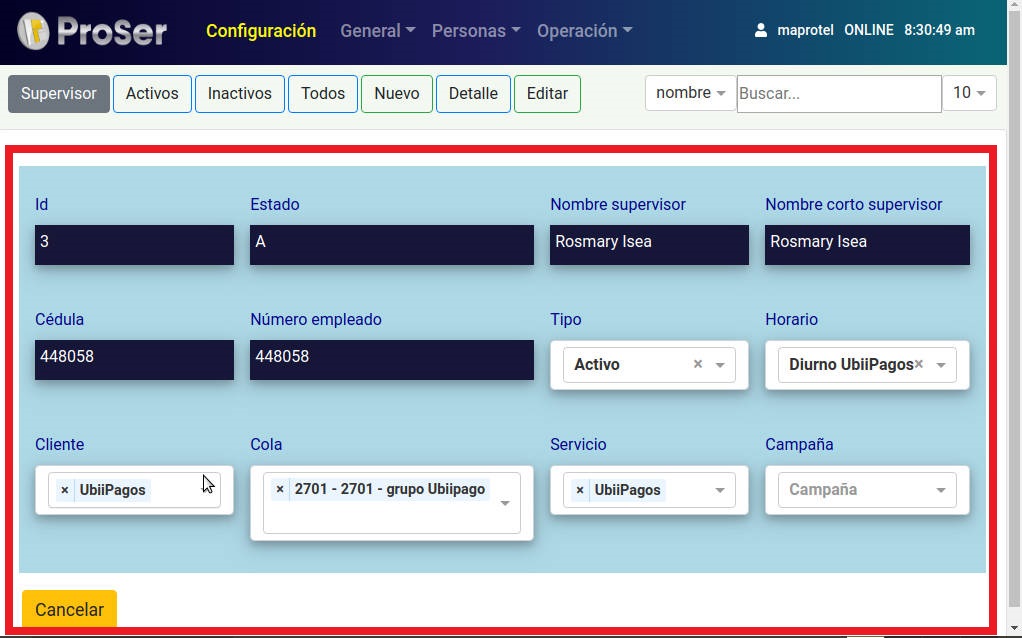 ProSer Configuración General Personas Operación maprotel ONLINE 8:30:49 am
Supervisor Activos Inactivos Todos Nuevo Detalle Editar nombre Buscar... 10
Id Estado Nombre supervisor Nombre corto supervisor
3 A Rosmary Isea Rosmary Isea
Cédula Número empleado Tipo Horario
448058 448058 Activo × Diurno UbiiPagos×
Cliente Cola Servicio Campaña
× UbiiPagos × 2701 - 2701 - grupo Ubiipago × UbiiPagos Campaña
Cancelar